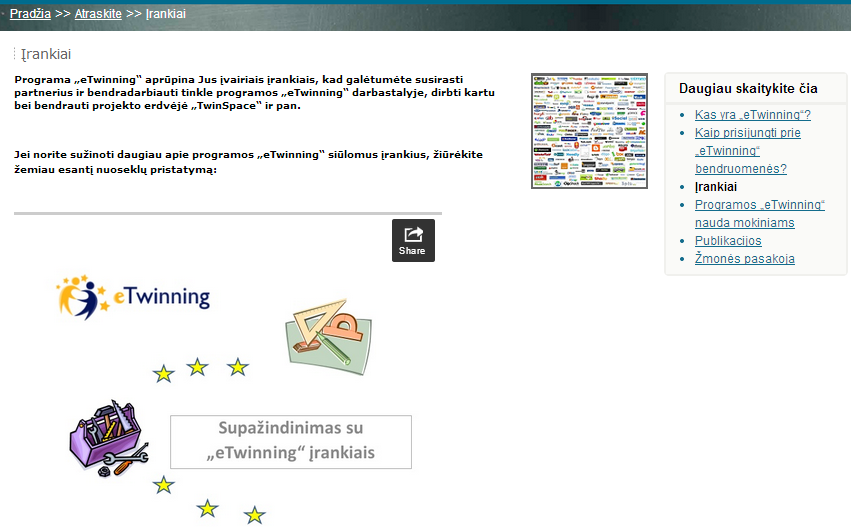 Pradžia >> Atraskite >> Įrankiai
Įrankiai
Programa „eTwinning“ aprūpina Jus įvairiais įrankiais, kad galėtumėte susirasti
partnerius ir bendradarbiauti tinkle programos „eTwinning“ darbastalyje, dirbti kartu
bei bendrauti projekto erdvėjė „TwinSpace“ ir pan.
Jei norite sužinoti daugiau apie programos „eTwinning“ siūlomus įrankius, žiūrėkite
žemiau esantį nuoseklų pristatymą:
Share
eTwinning
Supažindinimas su
„eTwinning“ įrankiais
Daugiau skaitykite čia
Kas yra „eTwinning“?
Kaip prisijungti prie
„eTwinning“
bendruomenės?
Įrankiai
Programos „eTwinning“
nauda mokiniams
Publikacijos
Žmonės pasakoja